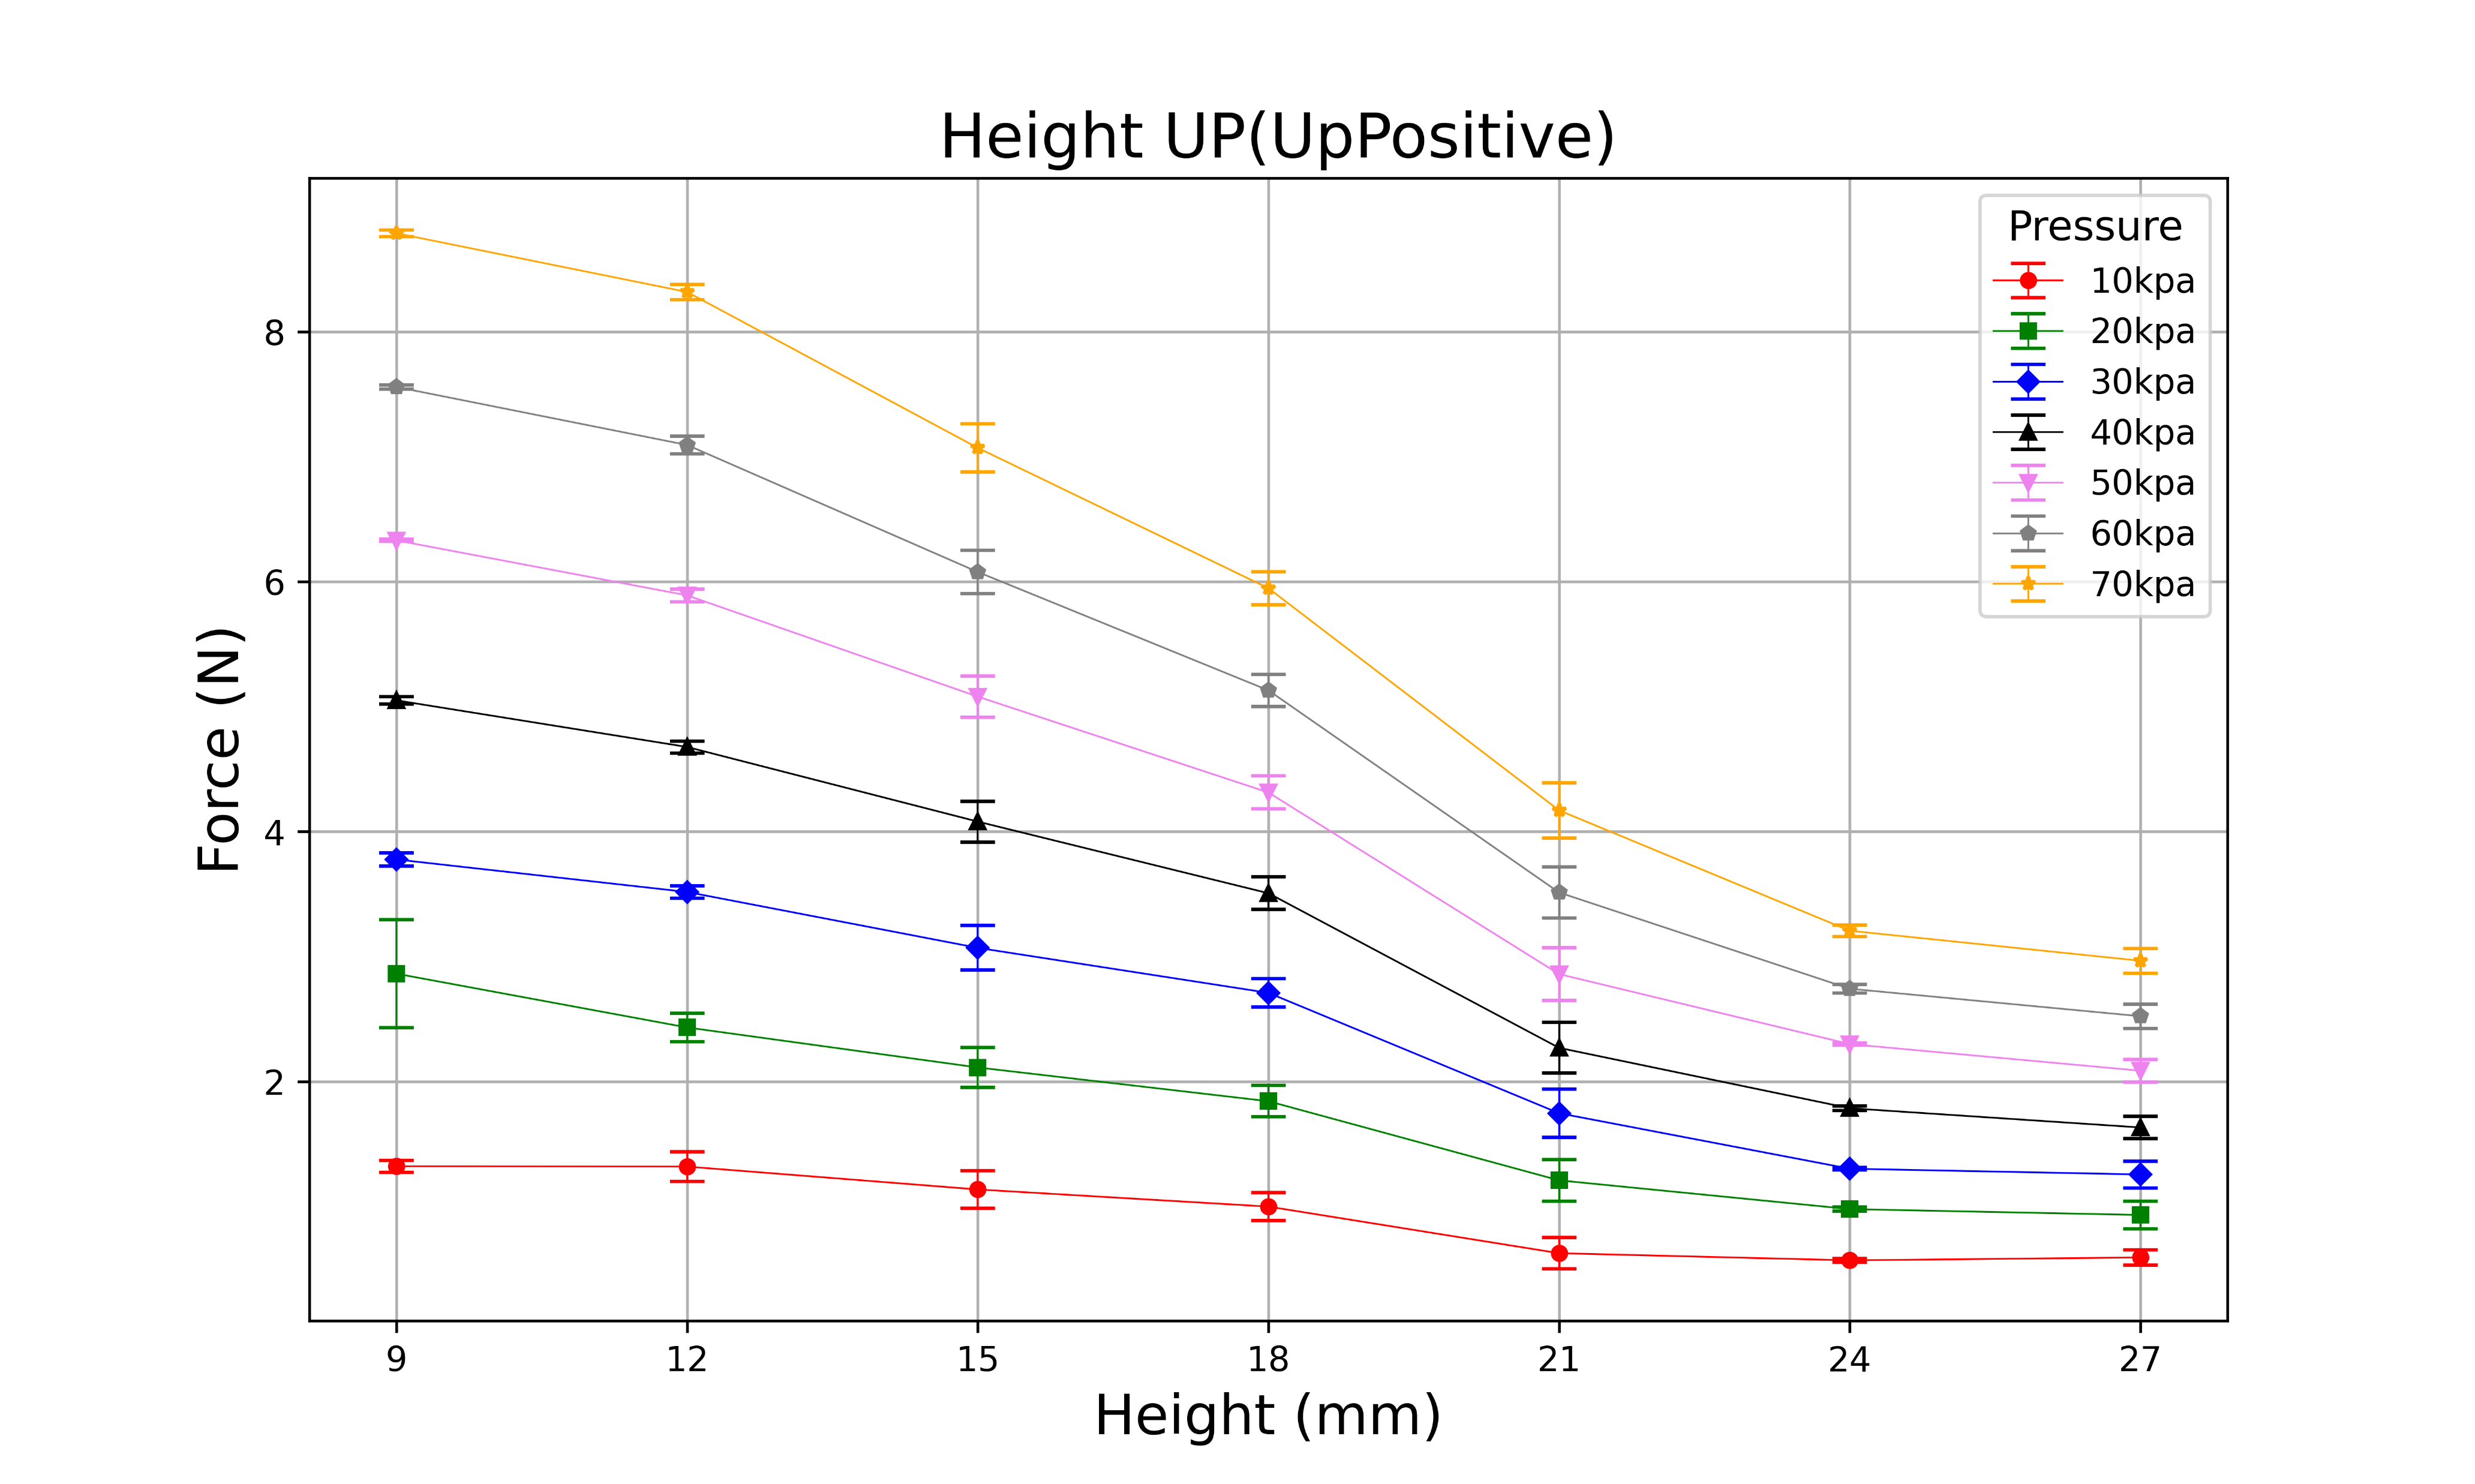 Height UP(UpPositive)
Pressure
10kpa
20kpa
30kpa
40kpa
50kpa
60kpa
70kpa
8
6
4
2
Force (N)
9 12 15 18 21 24 27
Height (mm)